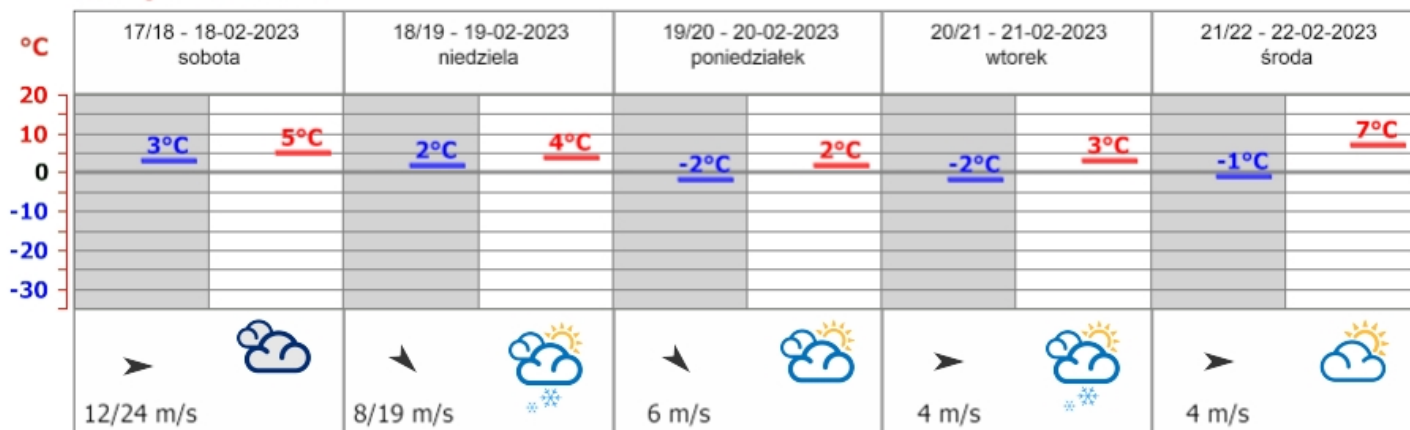 17/18 - 18-02-2023
sobota
18/19 - 19-02-2023
niedziela
19/20 - 20-02-2023
poniedziałek
20/21 - 21-02-2023
wtorek
21/22 - 22-02-2023
środa
°C
20
10
0
-10
-20
-30
3°C
5°C
2°C
4°C
-2°C
2°C
-2°C
3°C
-1°C
7°C
12/24 m/s
8/19 m/s
6 m/s
4 m/s
4 m/s